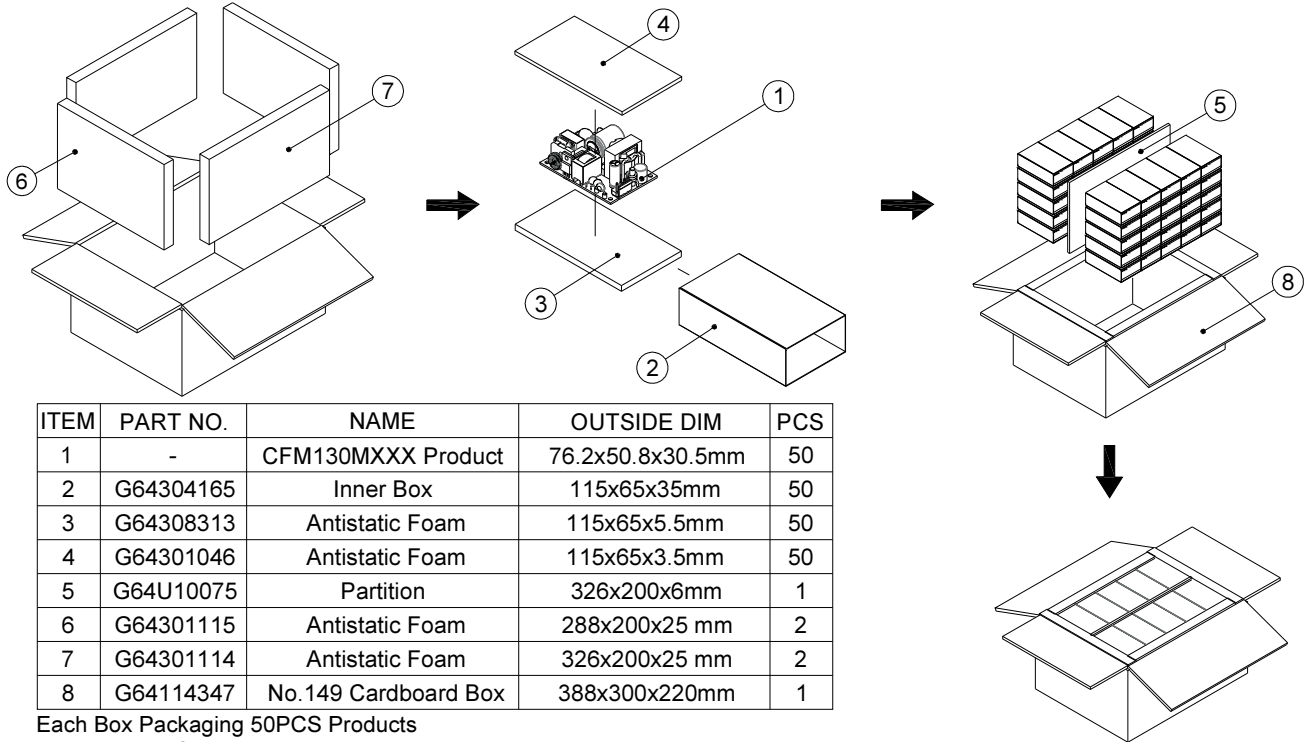 4
7
1
5
6
3
8
2
ITEM PART NO. NAME OUTSIDE DIM PCS
1 - CFM130MXXX Product 76.2x50.8x30.5mm 50
2 G64304165 Inner Box 115x65x35mm 50
3 G64308313 Antistatic Foam 115x65x5.5mm 50
4 G64301046 Antistatic Foam 115x65x3.5mm 50
5 G64U10075 Partition 326x200x6mm 1
6 G64301115 Antistatic Foam 288x200x25 mm 2
7 G64301114 Antistatic Foam 326x200x25 mm 2
8 G64114347 No.149 Cardboard Box 388x300x220mm 1
Each Box Packaging 50PCS Products